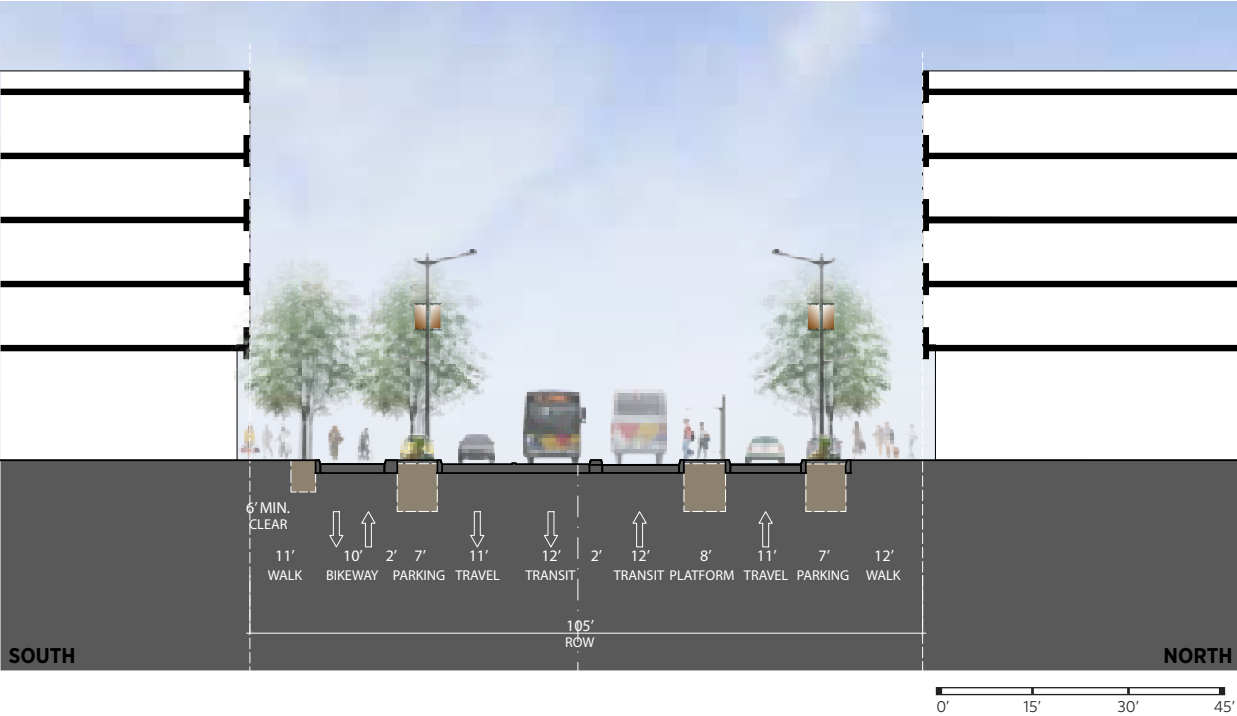 6’ MIN.
CLEAR
11’ 10’ 2’ 7’ 11’ 12’ 2’ 12’ 8’ 11’ 7’ 12’
WALK BIKEWAY PARKING TRAVEL TRANSIT TRANSIT PLATFORM TRAVEL PARKING WALK
105’
ROW
SOUTH NORTH
0’ 15’ 30’ 45’